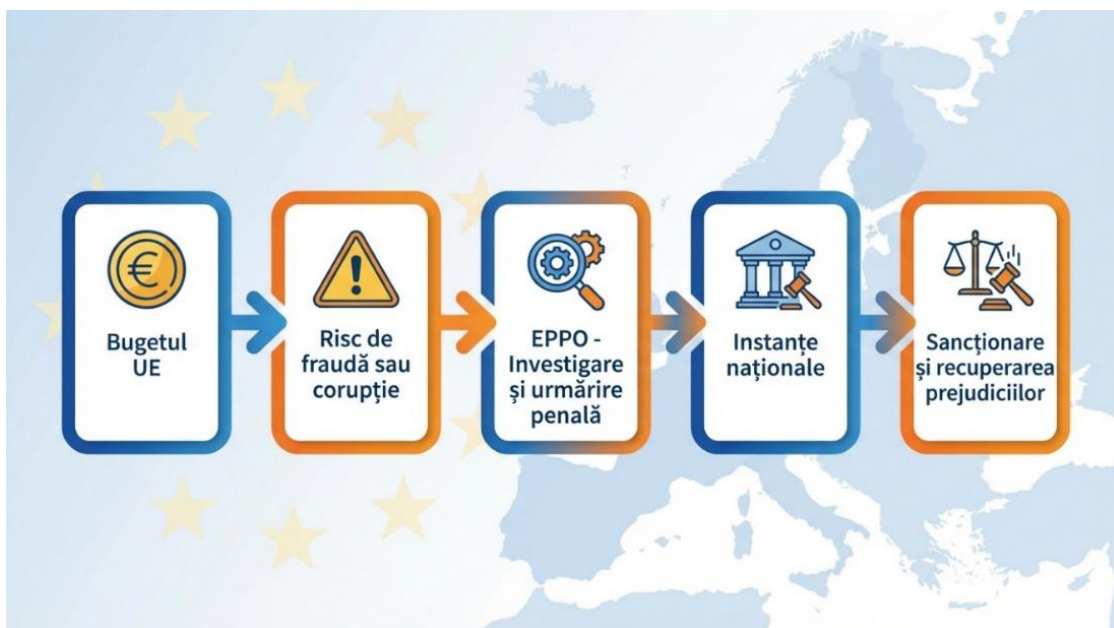 Bugetul
UE
Risc de
fraudă sau
corupție
EPPO -
Investigare
și urmărire
penală
Instanțe
naționale
Sancționare
și recuperarea
prejudiciilor